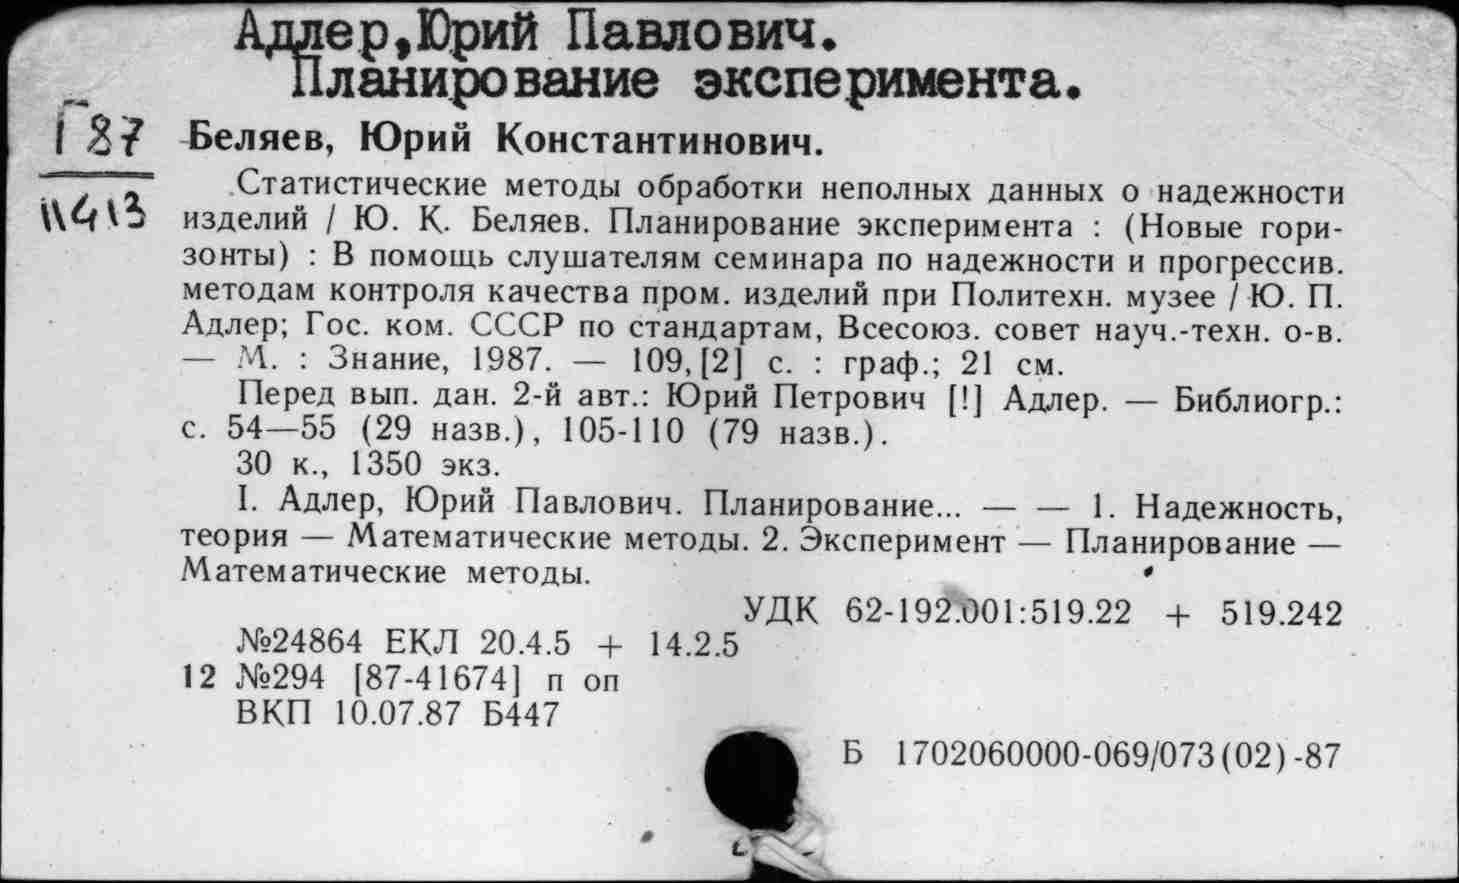 Адлер,Юрий Павлович.
Планирование эксперимента.
Г87
Беляев, Юрий Константинович.
11413
Статистические методы обработки неполных данных о надежности
изделий / Ю. К. Беляев. Планирование эксперимента : (Новые гори-
зонты) : В помощь слушателям семинара по надежности и прогрессив.
методам контроля качества пром. изделий при Политехн. музее / Ю. П.
Адлер; Гос. ком. СССР по стандартам, Всесоюз. совет науч.-техн. о-в.
— М. : Знание, 1987. — 109,[2] с. : граф.; 21 см.
Перед вып. дан. 2-й авт.: Юрий Петрович [!] Адлер. — Библиогр.:
с. 54—55 (29 назв.), 105-110 (79 назв.).
30 к., 1350 экз.
I. Адлер, Юрий Павлович. Планирование... — — 1. Надежность,
теория — Математические методы. 2. Эксперимент — Планирование —
Математические методы.
УДК 62-192.001:519.22 + 519.242
№24864 ЕКЛ 20.4.5 + 14.2.5
12 №294 [87-41674] п оп
ВКП 10.07.87 Б447
Б 1702060000-069/073(02)-87